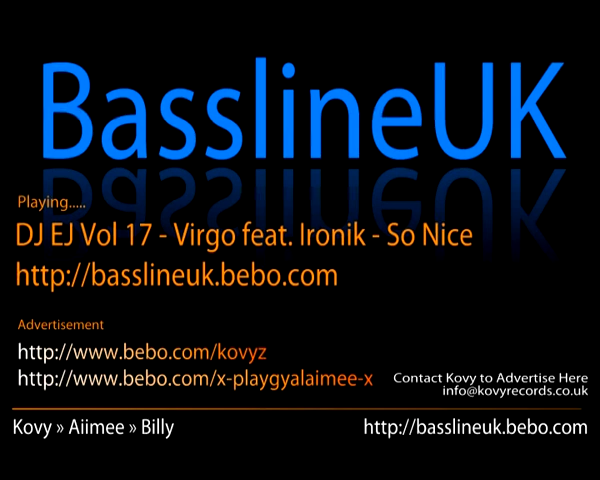 BasslineUK
Playing.....
DJ EJ Vol 17 - Virgo feat. Ironik - So Nice
http://basslineuk.bebo.com
Advertisement
http://www.bebo.com/kovyz
http://www.bebo.com/x-playgyalaimee-x
Contact Kovy to Advertise Here
info@kovyrecords.co.uk
Kovy » Aiimee » Billy
http://basslineuk.bebo.com